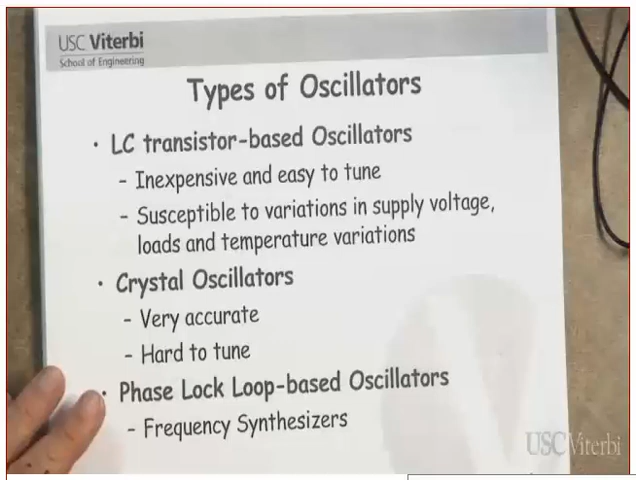 USC Viterbi
School of Engineering
Types of Oscillators
• LC transistor-based Oscillators
- Inexpensive and easy to tune
- Susceptible to variations in supply voltage,
loads and temperature variations
• Crystal Oscillators
- Very accurate
- Hard to tune
• Phase Lock Loop-based Oscillators
- Frequency Synthesizers
USC Viterbi